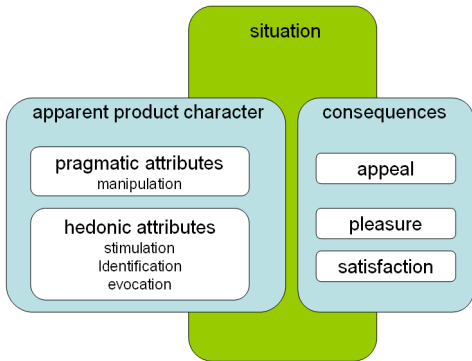 situation
apparent product character
pragmatic attributes
manipulation
hedonic attributes
stimulation
Identification
evocation
consequences
appeal
pleasure
satisfaction